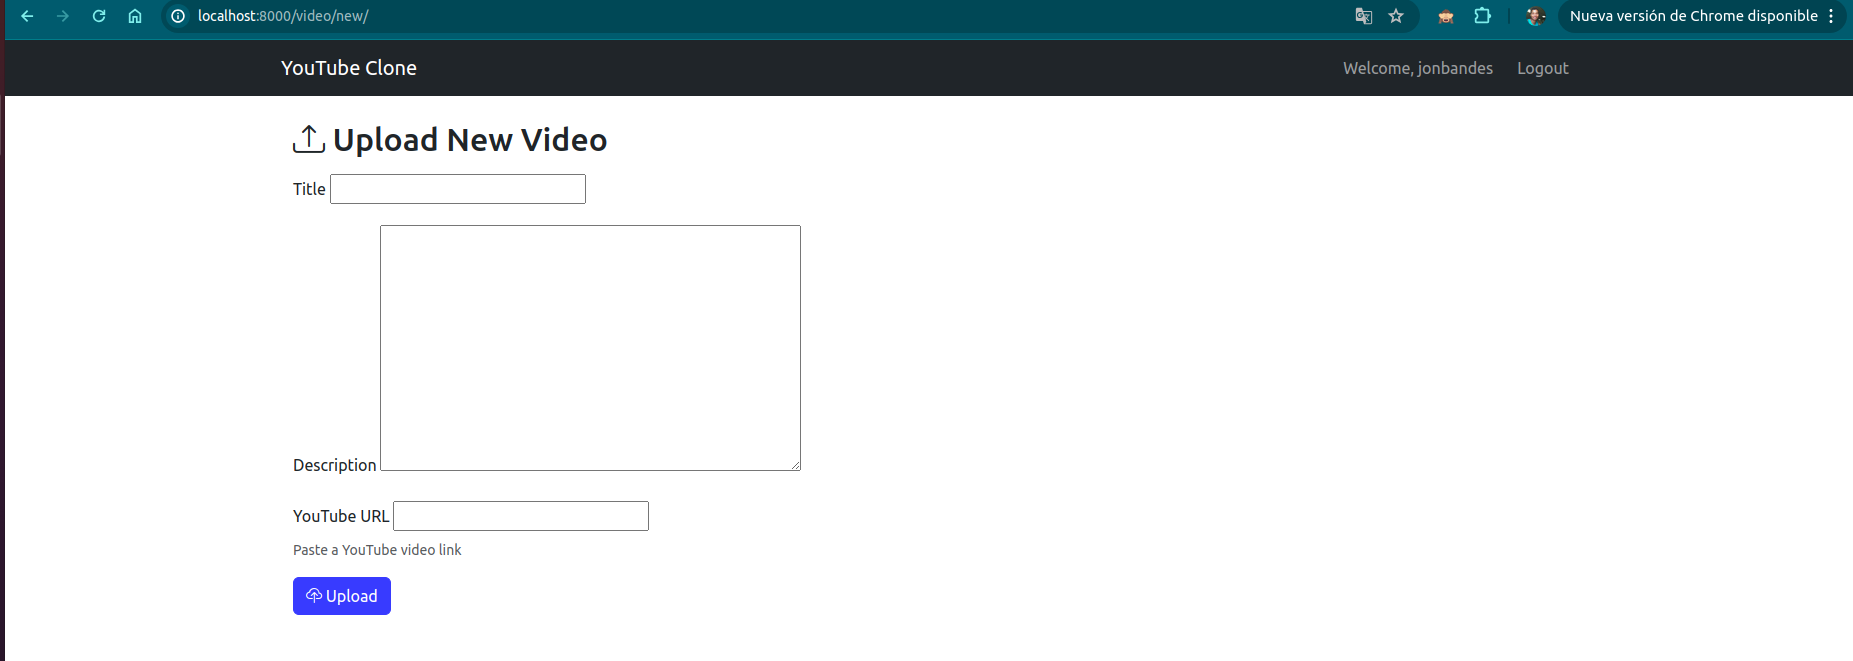 localhost:8000/video/new/
Nueva versión de Chrome disponible
YouTube Clone
Welcome, jonbandes
Logout
Upload New Video
Title
Description
YouTube URL
Paste a YouTube video link
Upload